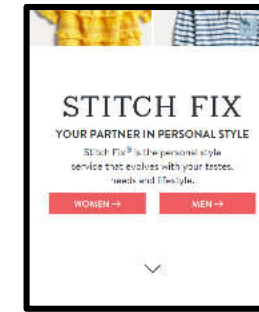 STITCH FIX
YOUR PARTNER IN PERSONAL STYLE
Stitch Fix® is the personal style
service that evolves with your tastes,
needs and lifestyle.
WOMEN →
MEN →